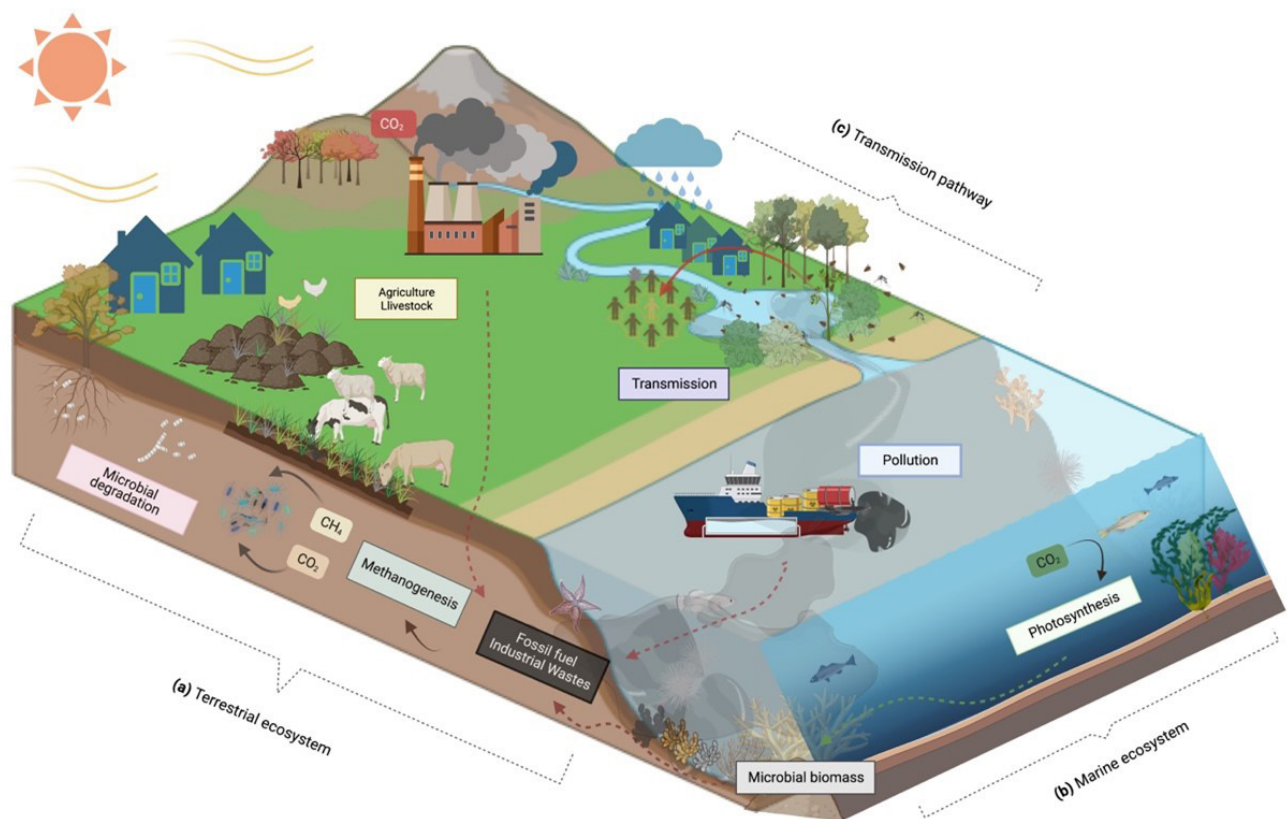 CO₂
(c) Transmission pathway
Agriculture
Llivestock
Transmission
Pollution
Microbial
degradation
CH₄
CO₂
Methanogenesis
Fossil fuel
Industrial Wastes
CO₂
Photosynthesis
Microbial biomass
(a) Terrestrial ecosystem
(b) Marine ecosystem